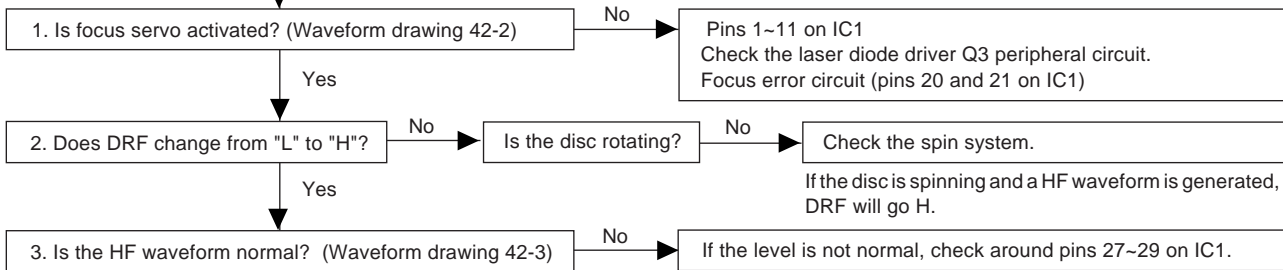 1. Is focus servo activated? (Waveform drawing 42-2)
No
Pins 1~11 on IC1
Check the laser diode driver Q3 peripheral circuit.
Focus error circuit (pins 20 and 21 on IC1)
Yes
2. Does DRF change from "L" to "H"?
No
Is the disc rotating?
No
Check the spin system.
If the disc is spinning and a HF waveform is generated,
DRF will go H.
Yes
3. Is the HF waveform normal? (Waveform drawing 42-3)
No
If the level is not normal, check around pins 27~29 on IC1.